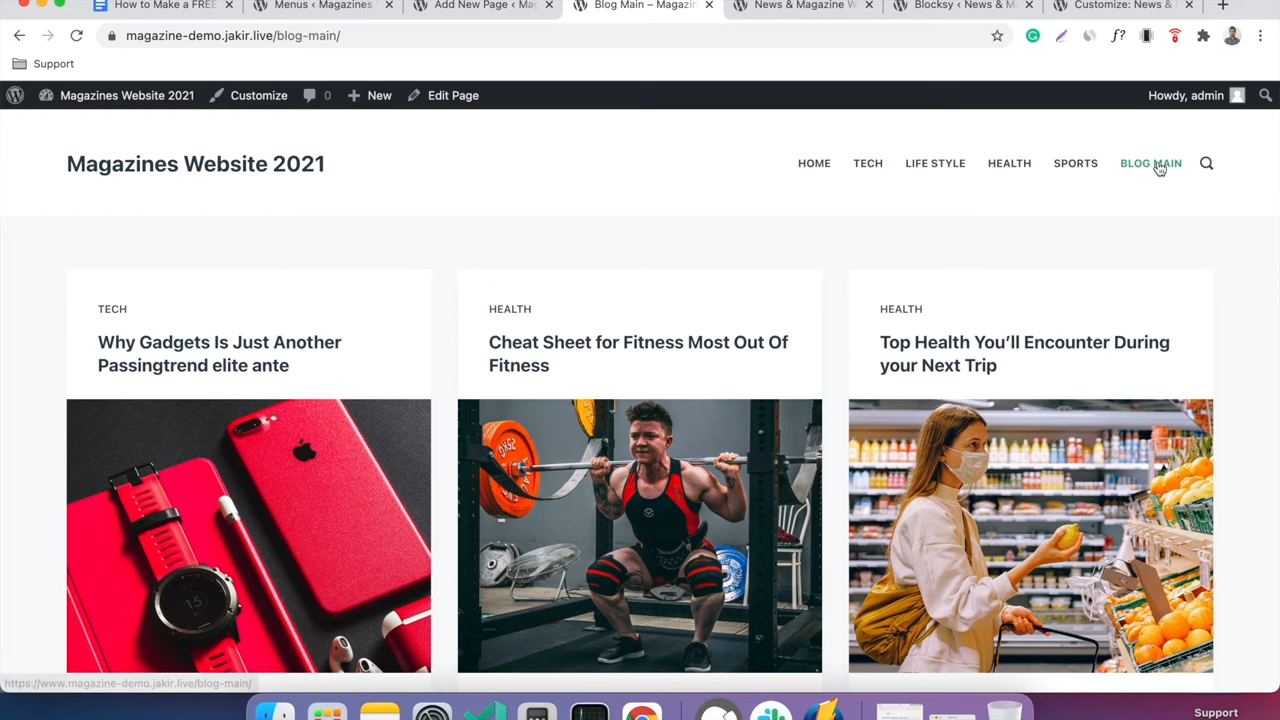 How to Make a FREE
Menus ‹ Magazines
Add New Page ‹ Mag
Blog Main – Magazin
News & Magazine W
Blocksy ‹ News & M
Customize: News &
magazine-demo.jakir.live/blog-main/
Support
Magazines Website 2021
Customize
0
New
Edit Page
Howdy, admin
Magazines Website 2021
HOME
TECH
LIFE STYLE
HEALTH
SPORTS
BLOG MAIN
TECH
Why Gadgets Is Just Another
Passingtrend elite ante
HEALTH
Cheat Sheet for Fitness Most Out Of
Fitness
HEALTH
Top Health You’ll Encounter During
your Next Trip
15
https://www.magazine-demo.jakir.live/blog-main/
Support